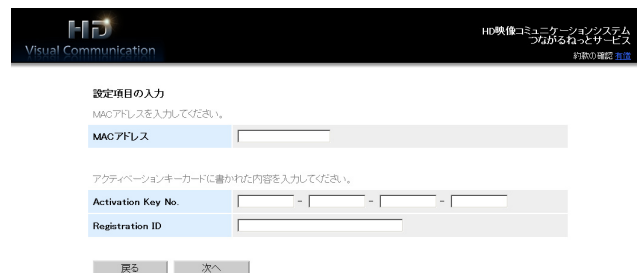 HD
Visual Communication
HD映像コミュニケーションシステム
つながるねっとサービス
約款の確認 有償
設定項目の入力
MACアドレスを入力してください。
MACアドレス
アクティベーションキーカードに書かれた内容を入力してください。
Activation Key No. - - -
Registration ID
戻る 次へ